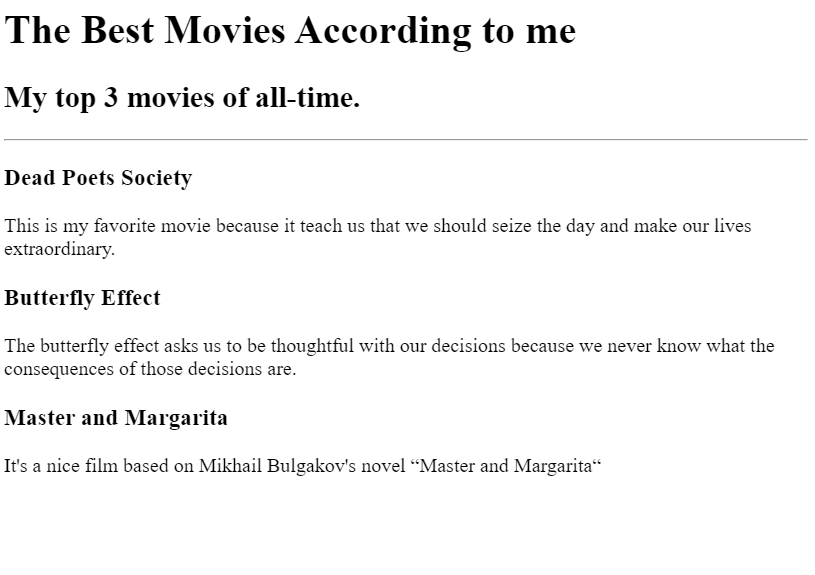 The Best Movies According to me
My top 3 movies of all-time.
Dead Poets Society
This is my favorite movie because it teach us that we should seize the day and make our lives
extraordinary.
Butterfly Effect
The butterfly effect asks us to be thoughtful with our decisions because we never know what the
consequences of those decisions are.
Master and Margarita
It's a nice film based on Mikhail Bulgakov's novel “Master and Margarita“